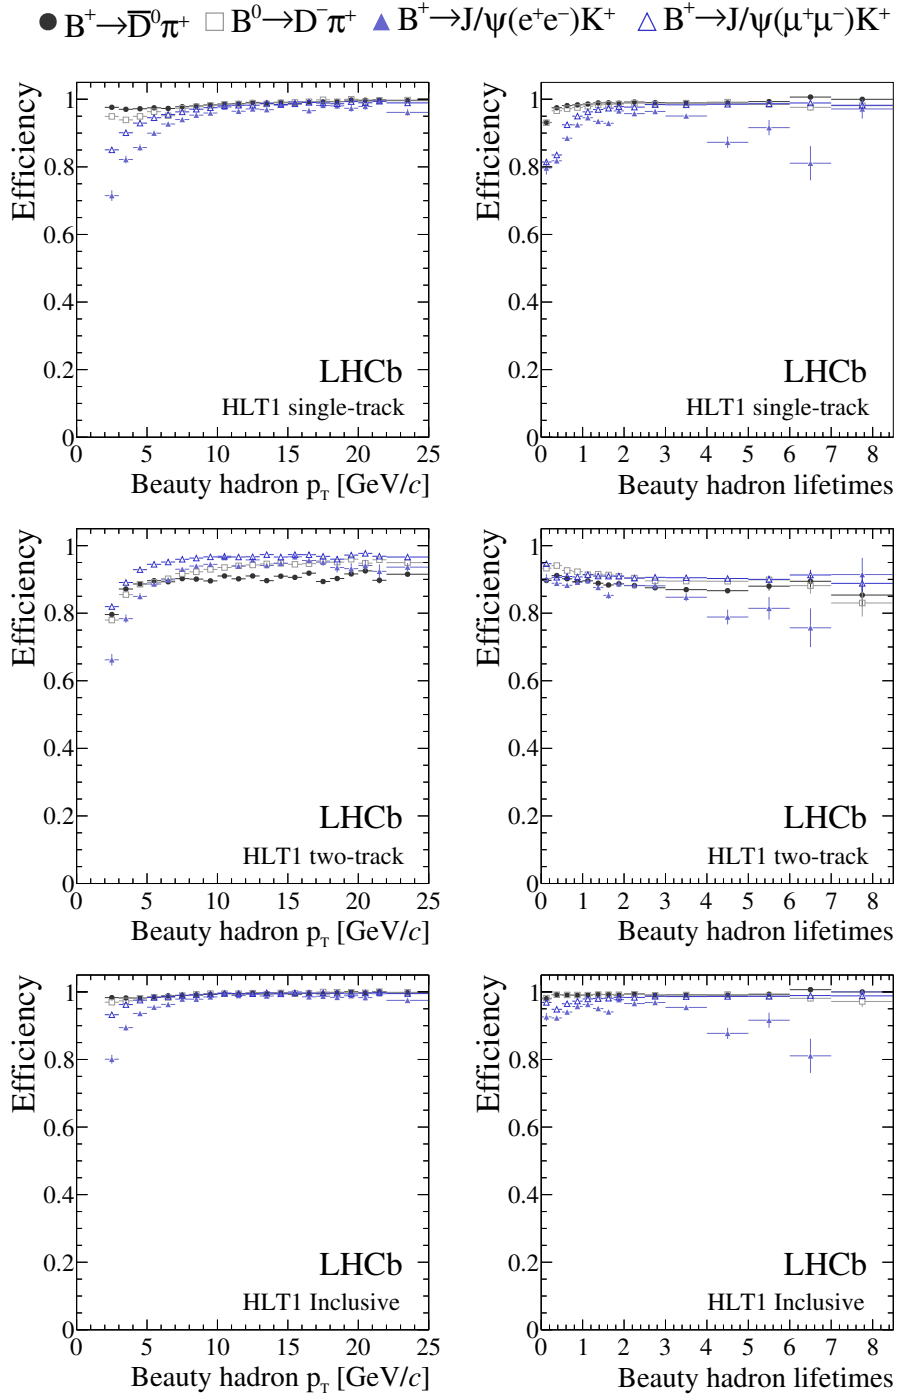 ● B⁺→D̅⁰π⁺ □ B⁰→D⁻π⁺ ▲ B⁺→J/ψ(e⁺e⁻)K⁺ △ B⁺→J/ψ(μ⁺μ⁻)K⁺
Efficiency
1
0.8
0.6
0.4
0.2
0
LHCb
HLT1 single-track
0 5 10 15 20 25
Beauty hadron p_T [GeV/c]
Efficiency
1
0.8
0.6
0.4
0.2
0
LHCb
HLT1 single-track
0 1 2 3 4 5 6 7 8
Beauty hadron lifetimes
Efficiency
1
0.8
0.6
0.4
0.2
0
LHCb
HLT1 two-track
0 5 10 15 20 25
Beauty hadron p_T [GeV/c]
Efficiency
1
0.8
0.6
0.4
0.2
0
LHCb
HLT1 two-track
0 1 2 3 4 5 6 7 8
Beauty hadron lifetimes
Efficiency
1
0.8
0.6
0.4
0.2
0
LHCb
HLT1 Inclusive
0 5 10 15 20 25
Beauty hadron p_T [GeV/c]
Efficiency
1
0.8
0.6
0.4
0.2
0
LHCb
HLT1 Inclusive
0 1 2 3 4 5 6 7 8
Beauty hadron lifetimes